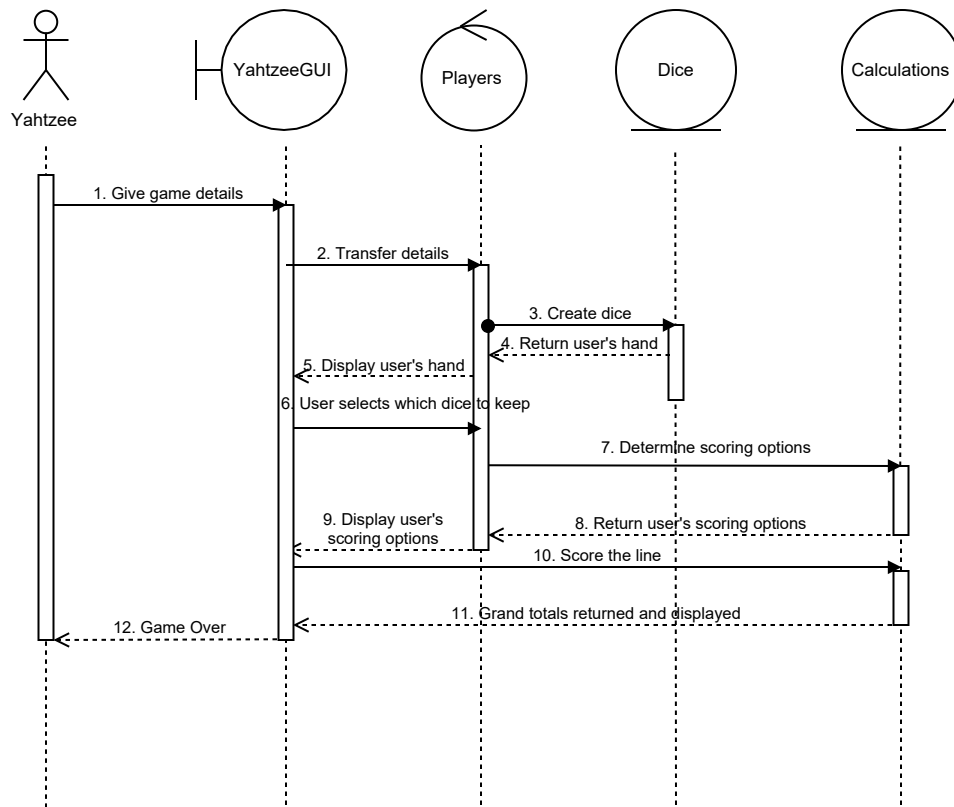 Yahtzee
YahtzeeGUI
Players
Dice
Calculations
1. Give game details
2. Transfer details
3. Create dice
4. Return user's hand
5. Display user's hand
6. User selects which dice to keep
7. Determine scoring options
8. Return user's scoring options
9. Display user's
scoring options
10. Score the line
11. Grand totals returned and displayed
12. Game Over